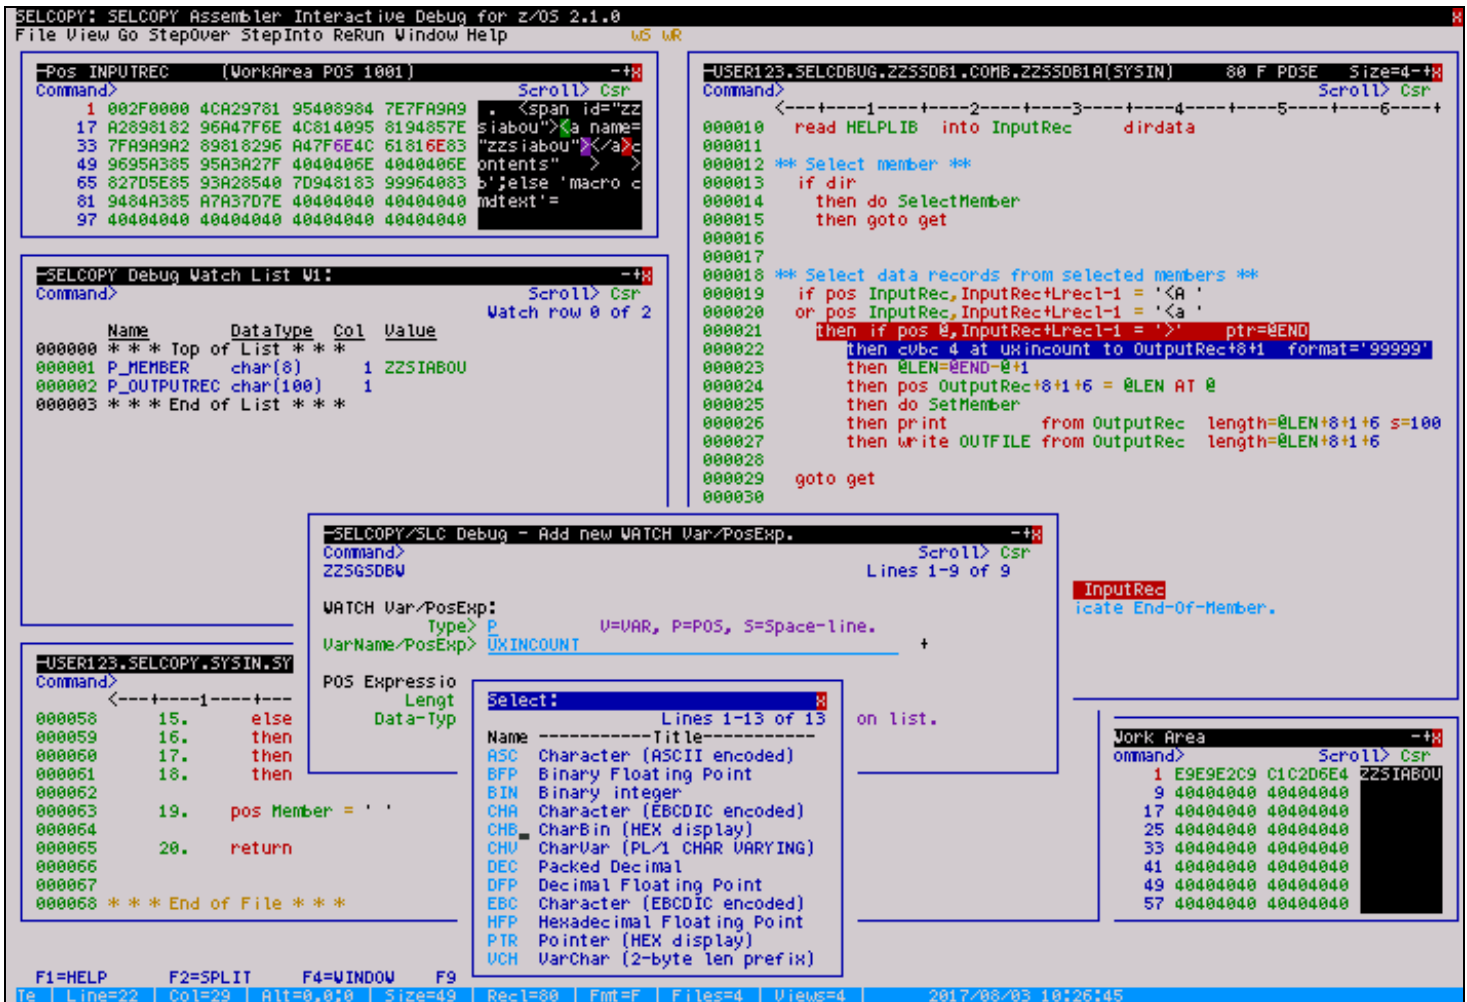 SELCOPY: SELCOPY Assembler Interactive Debug for z/OS 2.1.0 x
File View Go StepOver StepInto ReRun Window Help wS wR
Pos INPUTREC (WorkArea POS 1001) -+x
Command> Scroll> Csr
1 002F0000 4CA29781 95408984 7E7FA9A9 . <span id="zz
17 A2898182 96A47F6E 4C814095 8194857E siabou"><a name=
33 7FA9A9A2 89818296 A47F6E4C 61816E83 "zzsiabou"></a>c
49 9695A385 95A3A27F 4040406E 4040406E ontents" > >
65 827D5E85 93A28540 7D948183 99964083 b';else 'macro c
81 9484A385 A7A37D7E 40404040 40404040 mdtext'=
97 40404040 40404040 40404040 40404040
SELCOPY Debug Watch List W1: -+x
Command> Scroll> Csr
Watch row 0 of 2
Name DataType Col Value
000000 * * * Top of List * * *
000001 P_MEMBER char(8) 1 ZZSIABOU
000002 P_OUTPUTREC char(100) 1
000003 * * * End of List * * *
USER123.SELCDBUG.ZZSSDB1.COMB.ZZSSDB1A(SYSIN) 80 F PDSE Size=4-+x
Command> Scroll> Csr
<---+----1----+----2----+----3----+----4----+----5----+----6----+
000010 read HELPLIB into InputRec dirdata
000011
000012 ** Select member **
000013 if dir
000014 then do SelectMember
000015 then goto get
000016
000017
000018 ** Select data records from selected members **
000019 if pos InputRec,InputRec+Lrecl-1 = '<A '
000020 or pos InputRec,InputRec+Lrecl-1 = '<a '
000021 then if pos @,InputRec+Lrecl-1 = '>' ptr=@END
000022 then cvbc 4 at uxincount to OutputRec+8+1 format='99999'
000023 then @LEN=@END-@+1
000024 then pos OutputRec+8+1+6 = @LEN AT @
000025 then do SetMember
000026 then print from OutputRec length=@LEN+8+1+6 s=100
000027 then write OUTFILE from OutputRec length=@LEN+8+1+6
000028
000029 goto get
000030
InputRec
icate End-Of-Member.
SELCOPY/SLC Debug - Add new WATCH Var/PosExp. -+x
Command> Scroll> Csr
ZZSGSDBW Lines 1-9 of 9
WATCH Var/PosExp:
Type> P V=VAR, P=POS, S=Space-line.
VarName/PosExp> UXINCOUNT +
POS Expressio
Lengt
Data-Typ on list.
USER123.SELCOPY.SYSIN.SY
Command>
<---+----1----+---
000058 15. else
000059 16. then
000060 17. then
000061 18. then
000062
000063 19. pos Member = ' '
000064
000065 20. return
000066
000067
000068 * * * End of File * * *
Select: x
Lines 1-13 of 13
Name -----------Title-----------
ASC Character (ASCII encoded)
BFP Binary Floating Point
BIN Binary integer
CHA Character (EBCDIC encoded)
CHB_ CharBin (HEX display)
CHV CharVar (PL/1 CHAR VARYING)
DEC Packed Decimal
DFP Decimal Floating Point
EBC Character (EBCDIC encoded)
HFP Hexadecimal Floating Point
PTR Pointer (HEX display)
VCH VarChar (2-byte len prefix)
Work Area -+x
ommand> Scroll> Csr
1 E9E9E2C9 C1C2D6E4 ZZSIABOU
9 40404040 40404040
17 40404040 40404040
25 40404040 40404040
33 40404040 40404040
41 40404040 40404040
49 40404040 40404040
57 40404040 40404040
F1=HELP F2=SPLIT F4=WINDOW F9
Te | Line=22 | Col=29 | Alt=0,0;0 | Size=49 | Recl=80 | Fmt=F | Files=4 | Views=4 | 2017/08/03 10:26:45